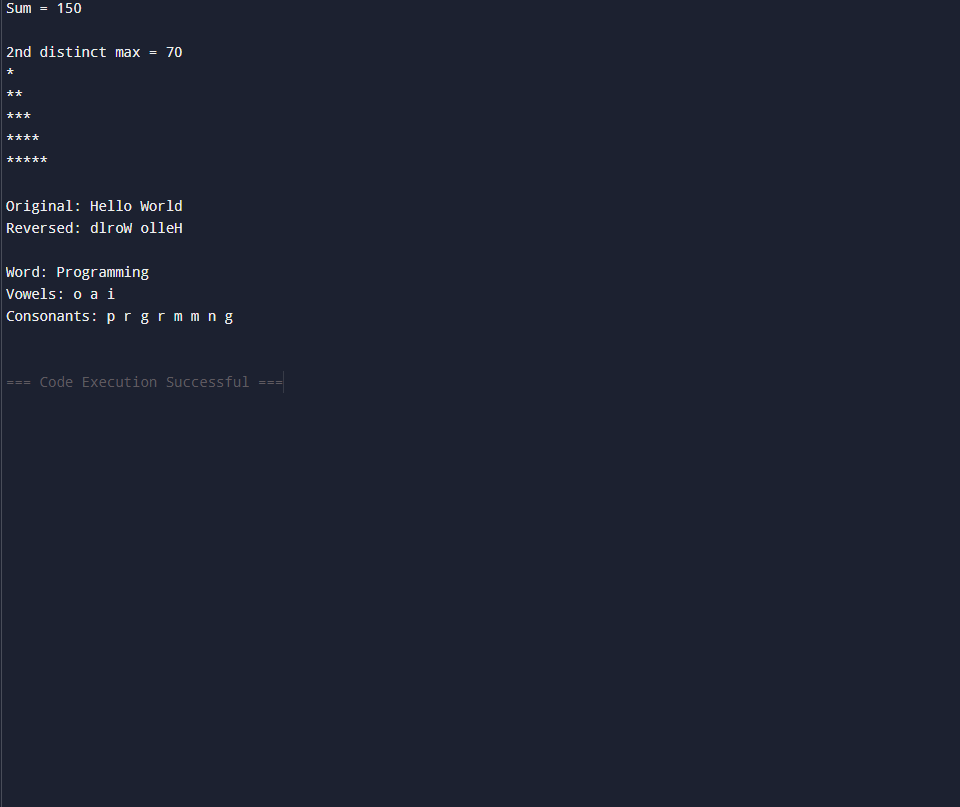 Sum = 150
2nd distinct max = 70
*
**
***
****
*****
Original: Hello World
Reversed: dlroW olleH
Word: Programming
Vowels: o a i
Consonants: p r g r m m n g
=== Code Execution Successful ===